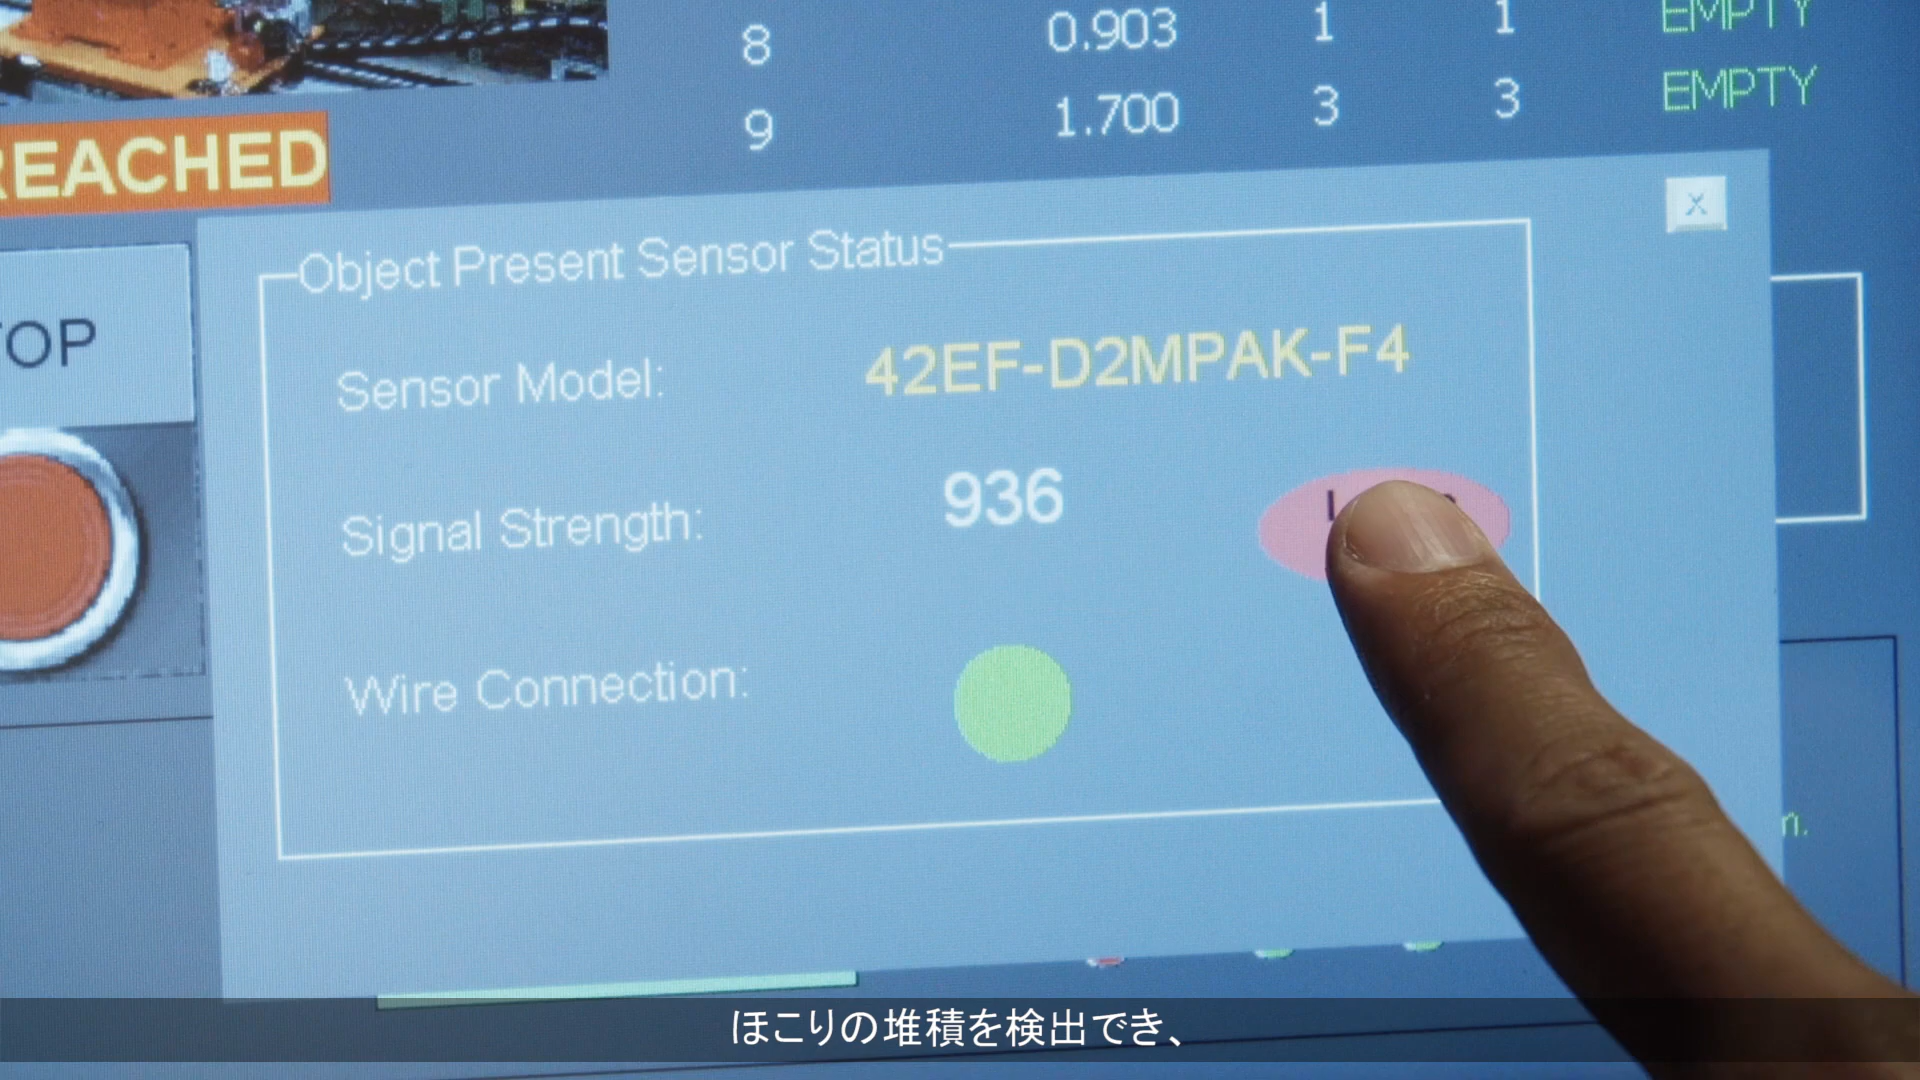 8 0.903 1 1 EMPTY
9 1.700 3 3 EMPTY
REACHED
Object Present Sensor Status
X
Sensor Model: 42EF-D2MPAK-F4
OP
Signal Strength: 936
Wire Connection:
ほこりの堆積を検出でき、